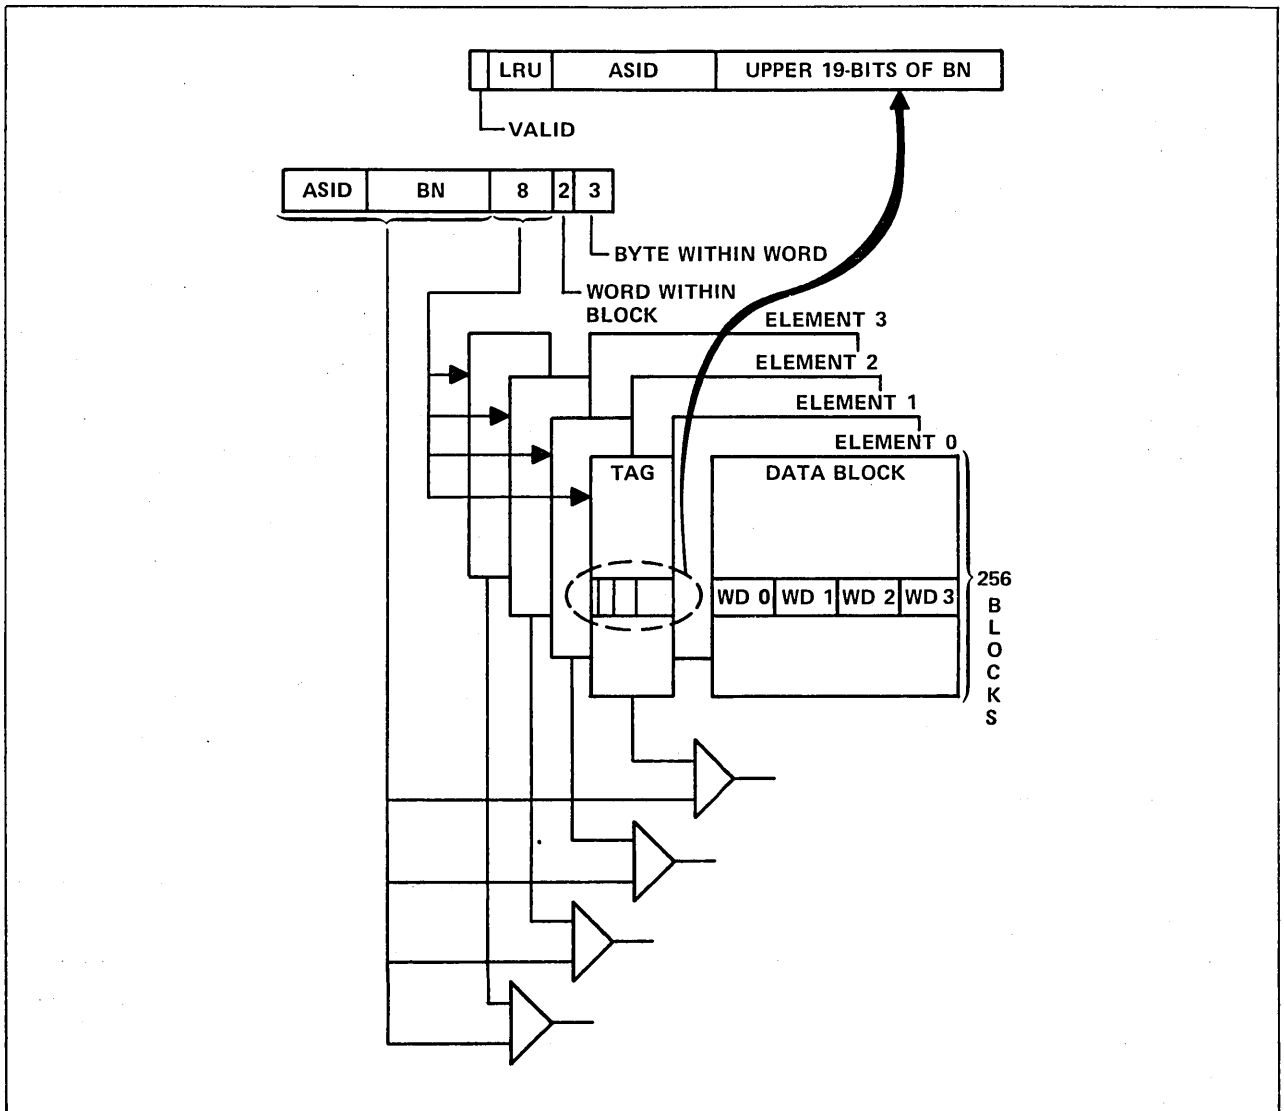 LRU ASID UPPER 19-BITS OF BN
VALID
ASID BN 8 2 3
BYTE WITHIN WORD
WORD WITHIN
BLOCK
ELEMENT 3
ELEMENT 2
ELEMENT 1
ELEMENT 0
TAG DATA BLOCK
WD 0 WD 1 WD 2 WD 3
256
B
L
O
C
K
S